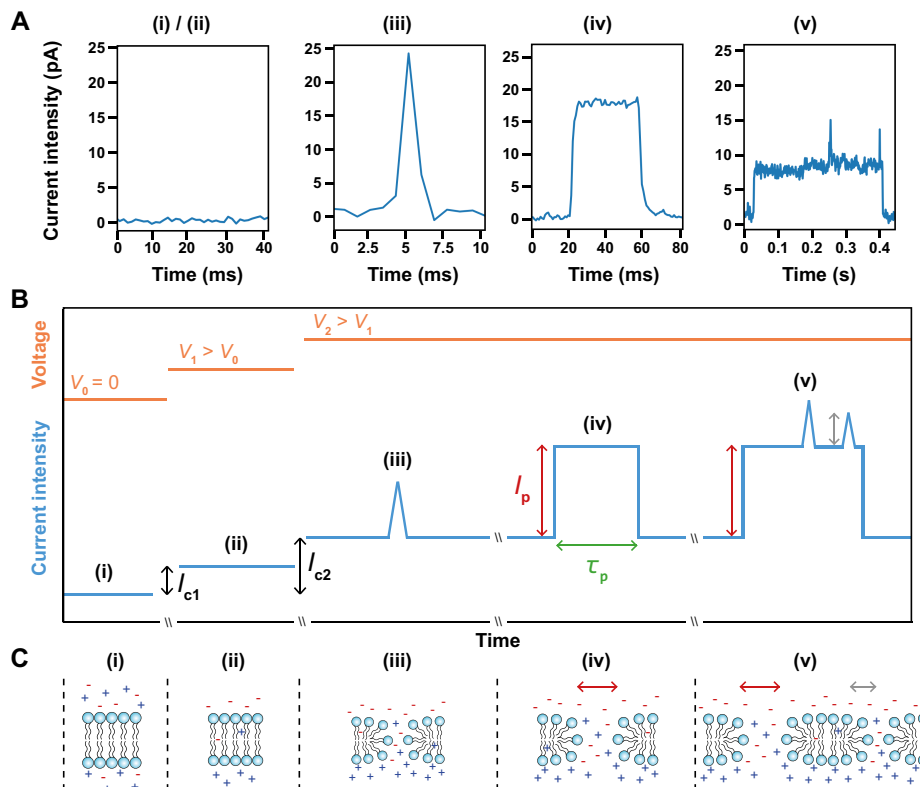 A
(i) / (ii)
(iii)
(iv)
(v)
Current intensity (pA)
25
20
15
10
5
0
0 10 20 30 40
Time (ms)
25
20
15
10
5
0
0 2.5 5 7.5 10
Time (ms)
25
20
15
10
5
0
0 20 40 60 80
Time (ms)
25
20
15
10
5
0
0 0.1 0.2 0.3 0.4
Time (s)
B
Voltage
V0 = 0
V1 > V0
V2 > V1
Current intensity
(i)
(ii)
(iii)
(iv)
(v)
Ic1
Ic2
Ip
τp
Time
C
(i)
(ii)
(iii)
(iv)
(v)